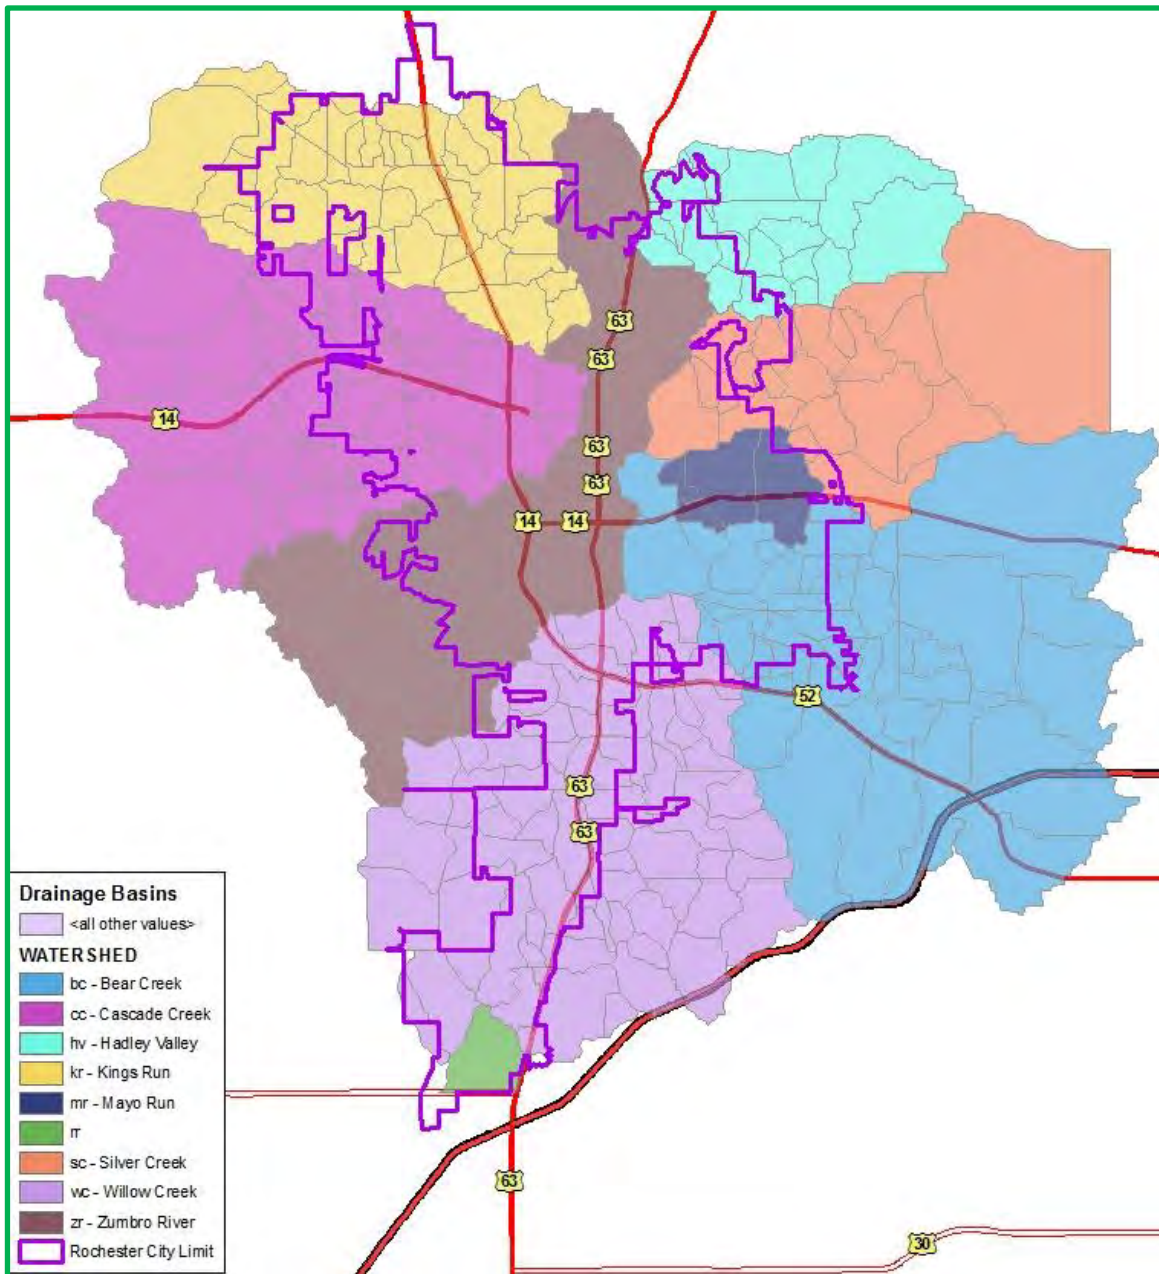 63
63
14
63
63
14
14
52
63
63
Drainage Basins
<all other values>
WATERSHED
bc - Bear Creek
cc - Cascade Creek
hv - Hadley Valley
kr - Kings Run
mr - Mayo Run
rr
sc - Silver Creek
wc - Willow Creek
zr - Zumbro River
Rochester City Limit
63
30